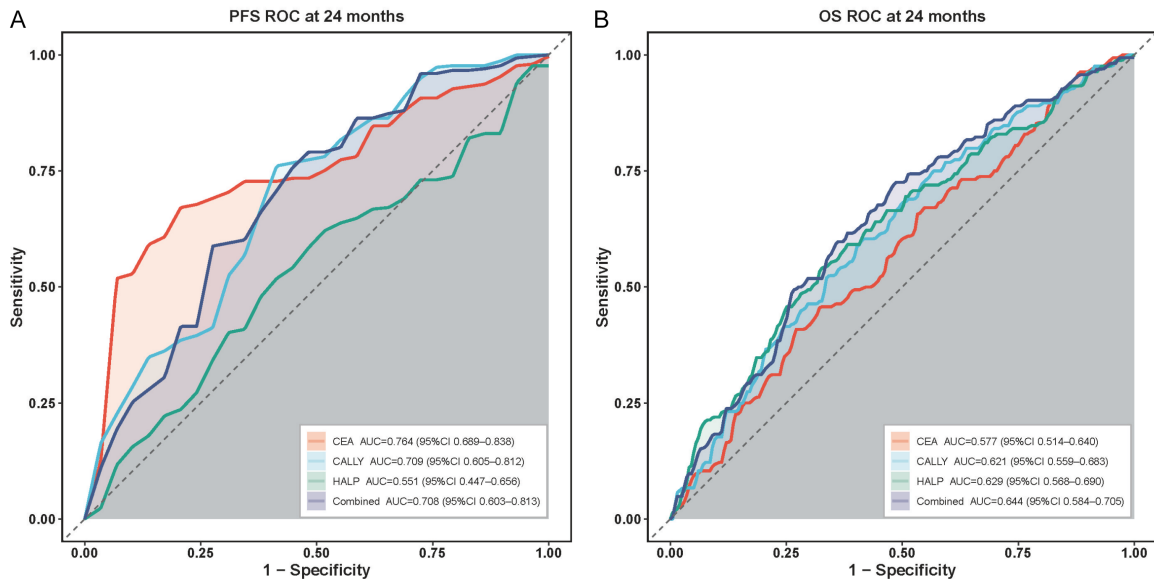 A
PFS ROC at 24 months
1.00
0.75
0.50
0.25
0.00
Sensitivity
0.00 0.25 0.50 0.75 1.00
1 − Specificity
CEA AUC=0.764 (95%CI 0.689–0.838)
CALLY AUC=0.709 (95%CI 0.605–0.812)
HALP AUC=0.551 (95%CI 0.447–0.656)
Combined AUC=0.708 (95%CI 0.603–0.813)
B
OS ROC at 24 months
1.00
0.75
0.50
0.25
0.00
Sensitivity
0.00 0.25 0.50 0.75 1.00
1 − Specificity
CEA AUC=0.577 (95%CI 0.514–0.640)
CALLY AUC=0.621 (95%CI 0.559–0.683)
HALP AUC=0.629 (95%CI 0.568–0.690)
Combined AUC=0.644 (95%CI 0.584–0.705)